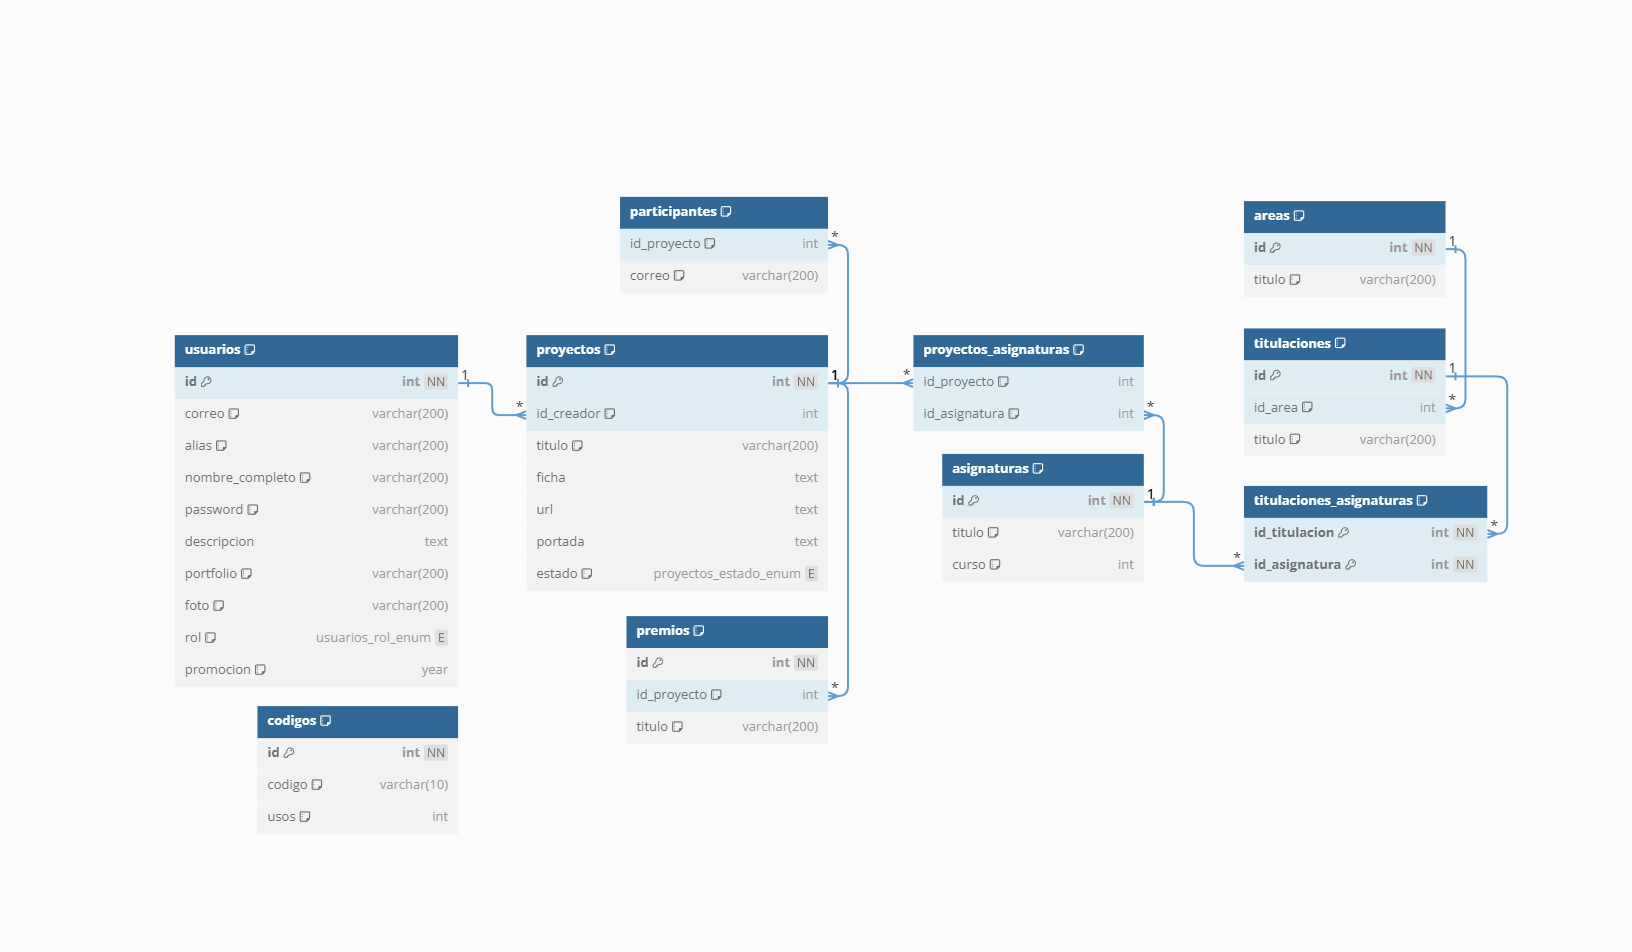 participantes
id_proyecto int
correo varchar(200)
usuarios
id int NN
correo varchar(200)
alias varchar(200)
nombre_completo varchar(200)
password varchar(200)
descripcion text
portfolio varchar(200)
foto varchar(200)
rol usuarios_rol_enum E
promocion year
codigos
id int NN
codigo varchar(10)
usos int
proyectos
id int NN
id_creador int
titulo varchar(200)
ficha text
url text
portada text
estado proyectos_estado_enum E
premios
id int NN
id_proyecto int
titulo varchar(200)
proyectos_asignaturas
id_proyecto int
id_asignatura int
asignaturas
id int NN
titulo varchar(200)
curso int
areas
id int NN
titulo varchar(200)
titulaciones
id int NN
id_area int
titulo varchar(200)
titulaciones_asignaturas
id_titulacion int NN
id_asignatura int NN
1
*
*
1
*
*
*
1
*
1
*
1
*